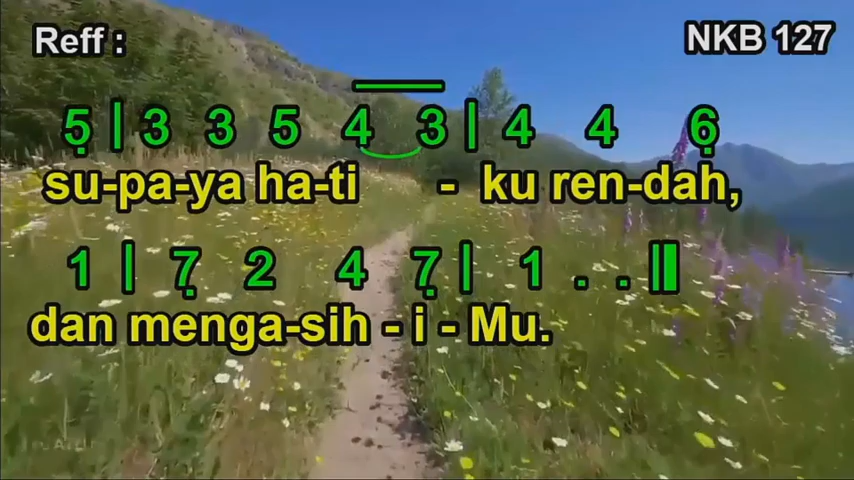 Reff :
NKB 127
5̣ | 3 3 5 4 3 | 4 4 6̣
su-pa-ya ha-ti - ku ren-dah,
1 | 7̣ 2 4 7̣ | 1 . . ||
dan menga-sih - i - Mu.